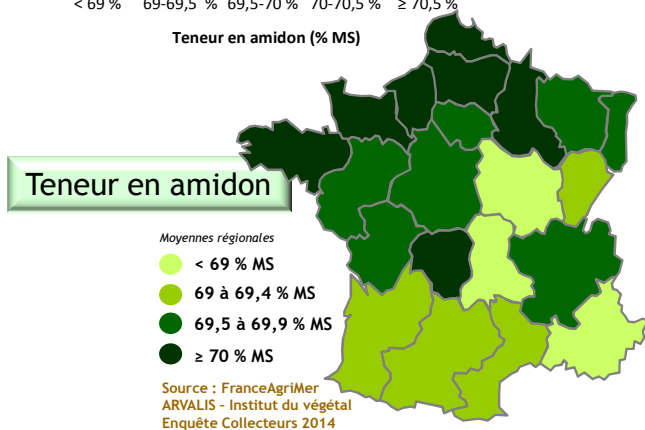 < 69 % 69-69,5 % 69,5-70 % 70-70,5 % ≥ 70,5 %
Teneur en amidon (% MS)
Teneur en amidon
Moyennes régionales
< 69 % MS
69 à 69,4 % MS
69,5 à 69,9 % MS
≥ 70 % MS
Source : FranceAgriMer
ARVALIS - Institut du végétal
Enquête Collecteurs 2014